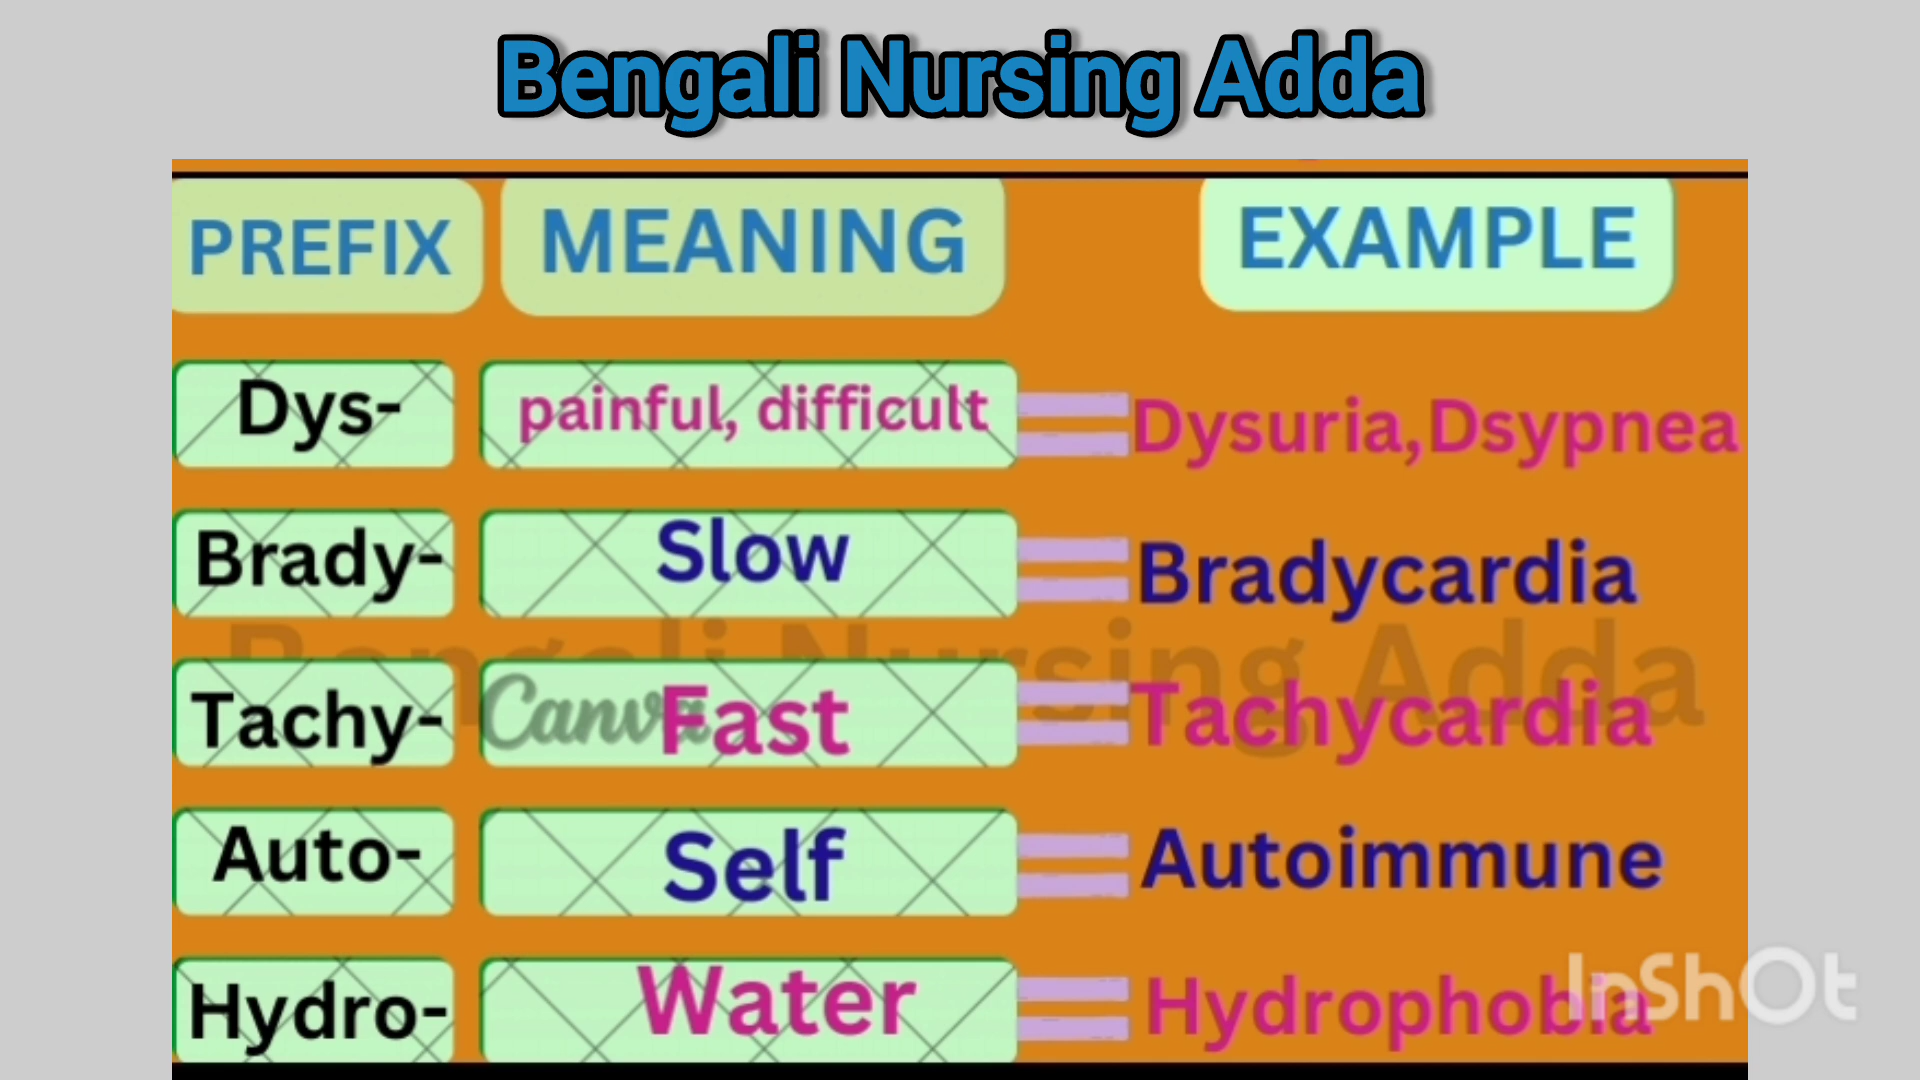 Bengali Nursing Adda
PREFIX MEANING EXAMPLE
Dys- painful, difficult Dysuria,Dsypnea
Brady- Slow Bradycardia
Bengali Nursing Adda
Tachy- Canva Fast Tachycardia
Auto- Self Autoimmune
Hydro- Water Hydrophobia
InShOt